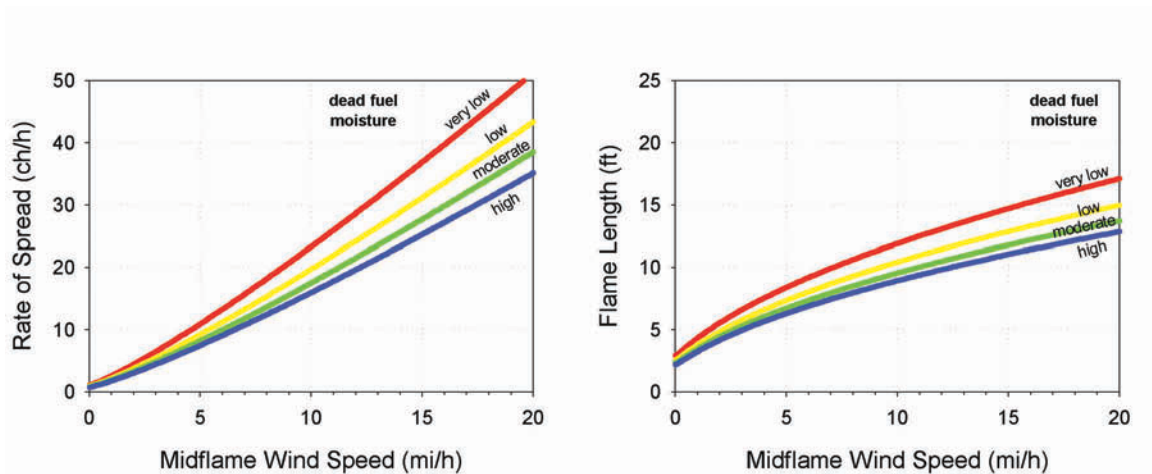 Rate of Spread (ch/h)
50
40
30
20
10
0
dead fuel
moisture
very low
low
moderate
high
0 5 10 15 20
Midflame Wind Speed (mi/h)
Flame Length (ft)
25
20
15
10
5
0
dead fuel
moisture
very low
low
moderate
high
0 5 10 15 20
Midflame Wind Speed (mi/h)